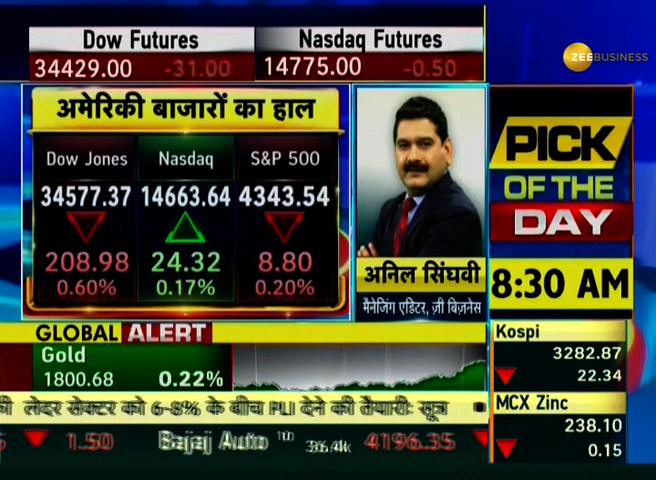 Dow Futures
34429.00 -31.00
Nasdaq Futures
14775.00 -0.50
ZEEBUSINESS
अमेरिकी बाजारों का हाल
Dow Jones Nasdaq S&P 500
34577.37 14663.64 4343.54
208.98 24.32 8.80
0.60% 0.17% 0.20%
अनिल सिंघवी
मैनेजिंग एडिटर, ज़ी बिज़नेस
PICK
OF THE
DAY
8:30 AM
GLOBAL ALERT
Gold
1800.68 0.22%
Kospi
3282.87
22.34
MCX Zinc
238.10
0.15
लेदर सेक्टर को 6-8% के बीच PLI देने की तैयारी: सूत्र
1.50 Bajaj Auto 4196.35